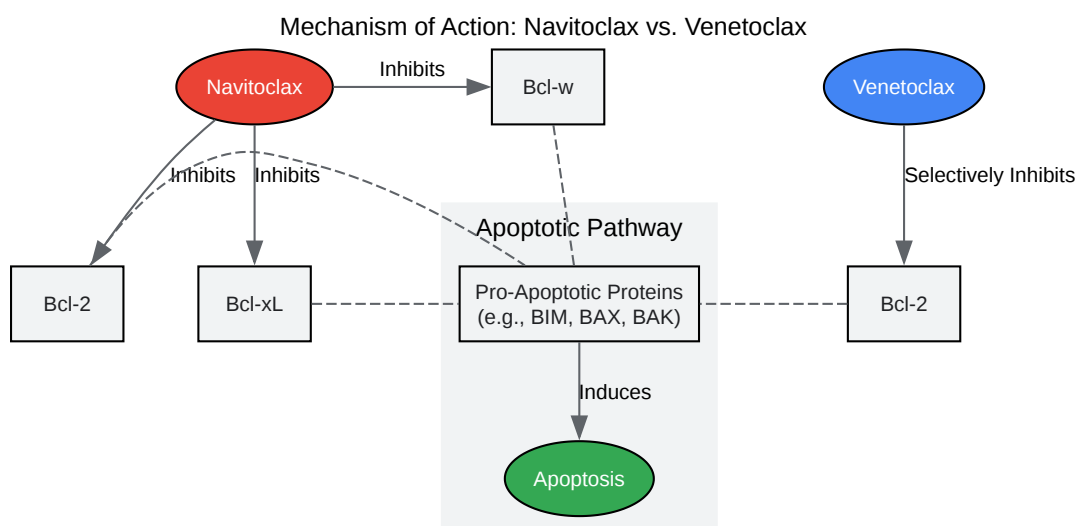 Mechanism of Action: Navitoclax vs. Venetoclax
Navitoclax
Inhibits
Bcl-w
Venetoclax
Inhibits
Inhibits
Selectively Inhibits
Apoptotic Pathway
Bcl-2
Bcl-xL
Pro-Apoptotic Proteins
(e.g., BIM, BAX, BAK)
Bcl-2
Induces
Apoptosis